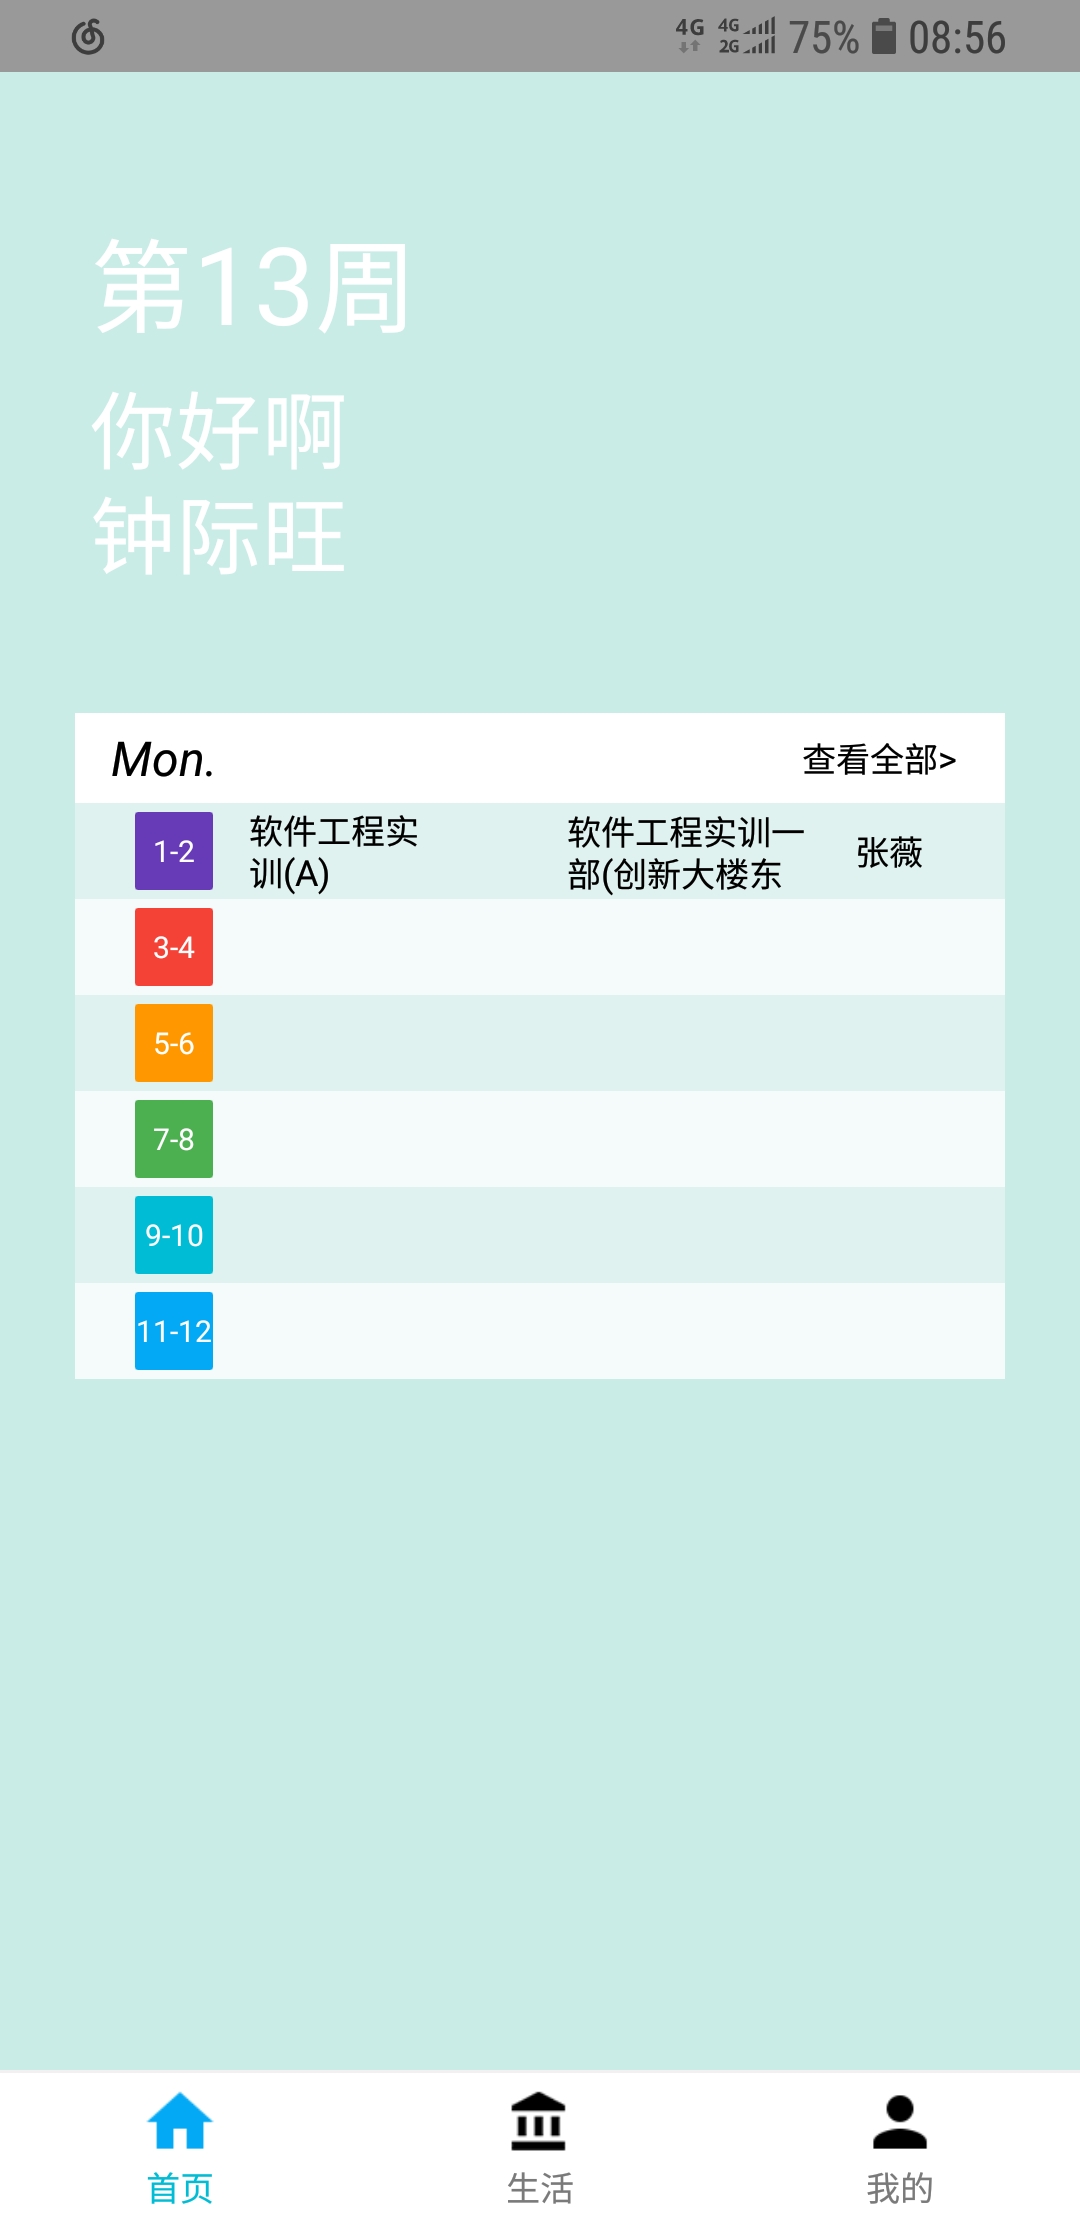 4G 4G 2G 75% 08:56
第13周
你好啊
钟际旺
Mon. 查看全部>
1-2 软件工程实训(A) 软件工程实训一部(创新大楼东 张薇
3-4
5-6
7-8
9-10
11-12
首页 生活 我的